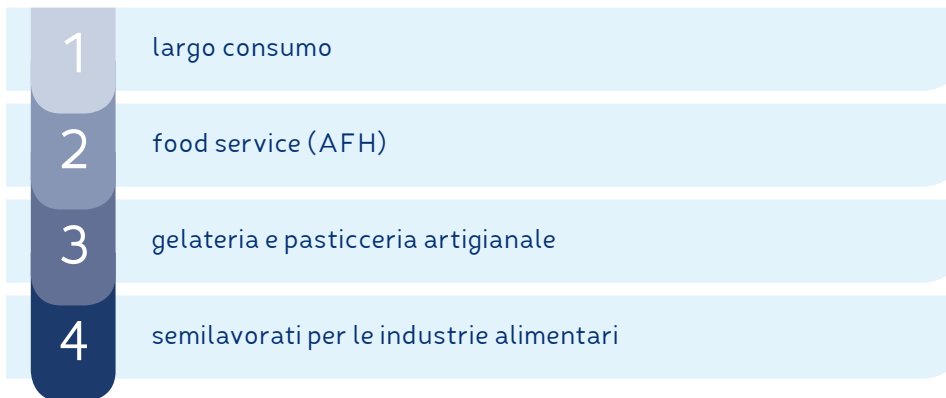 1 largo consumo
2 food service (AFH)
3 gelateria e pasticceria artigianale
4 semilavorati per le industrie alimentari